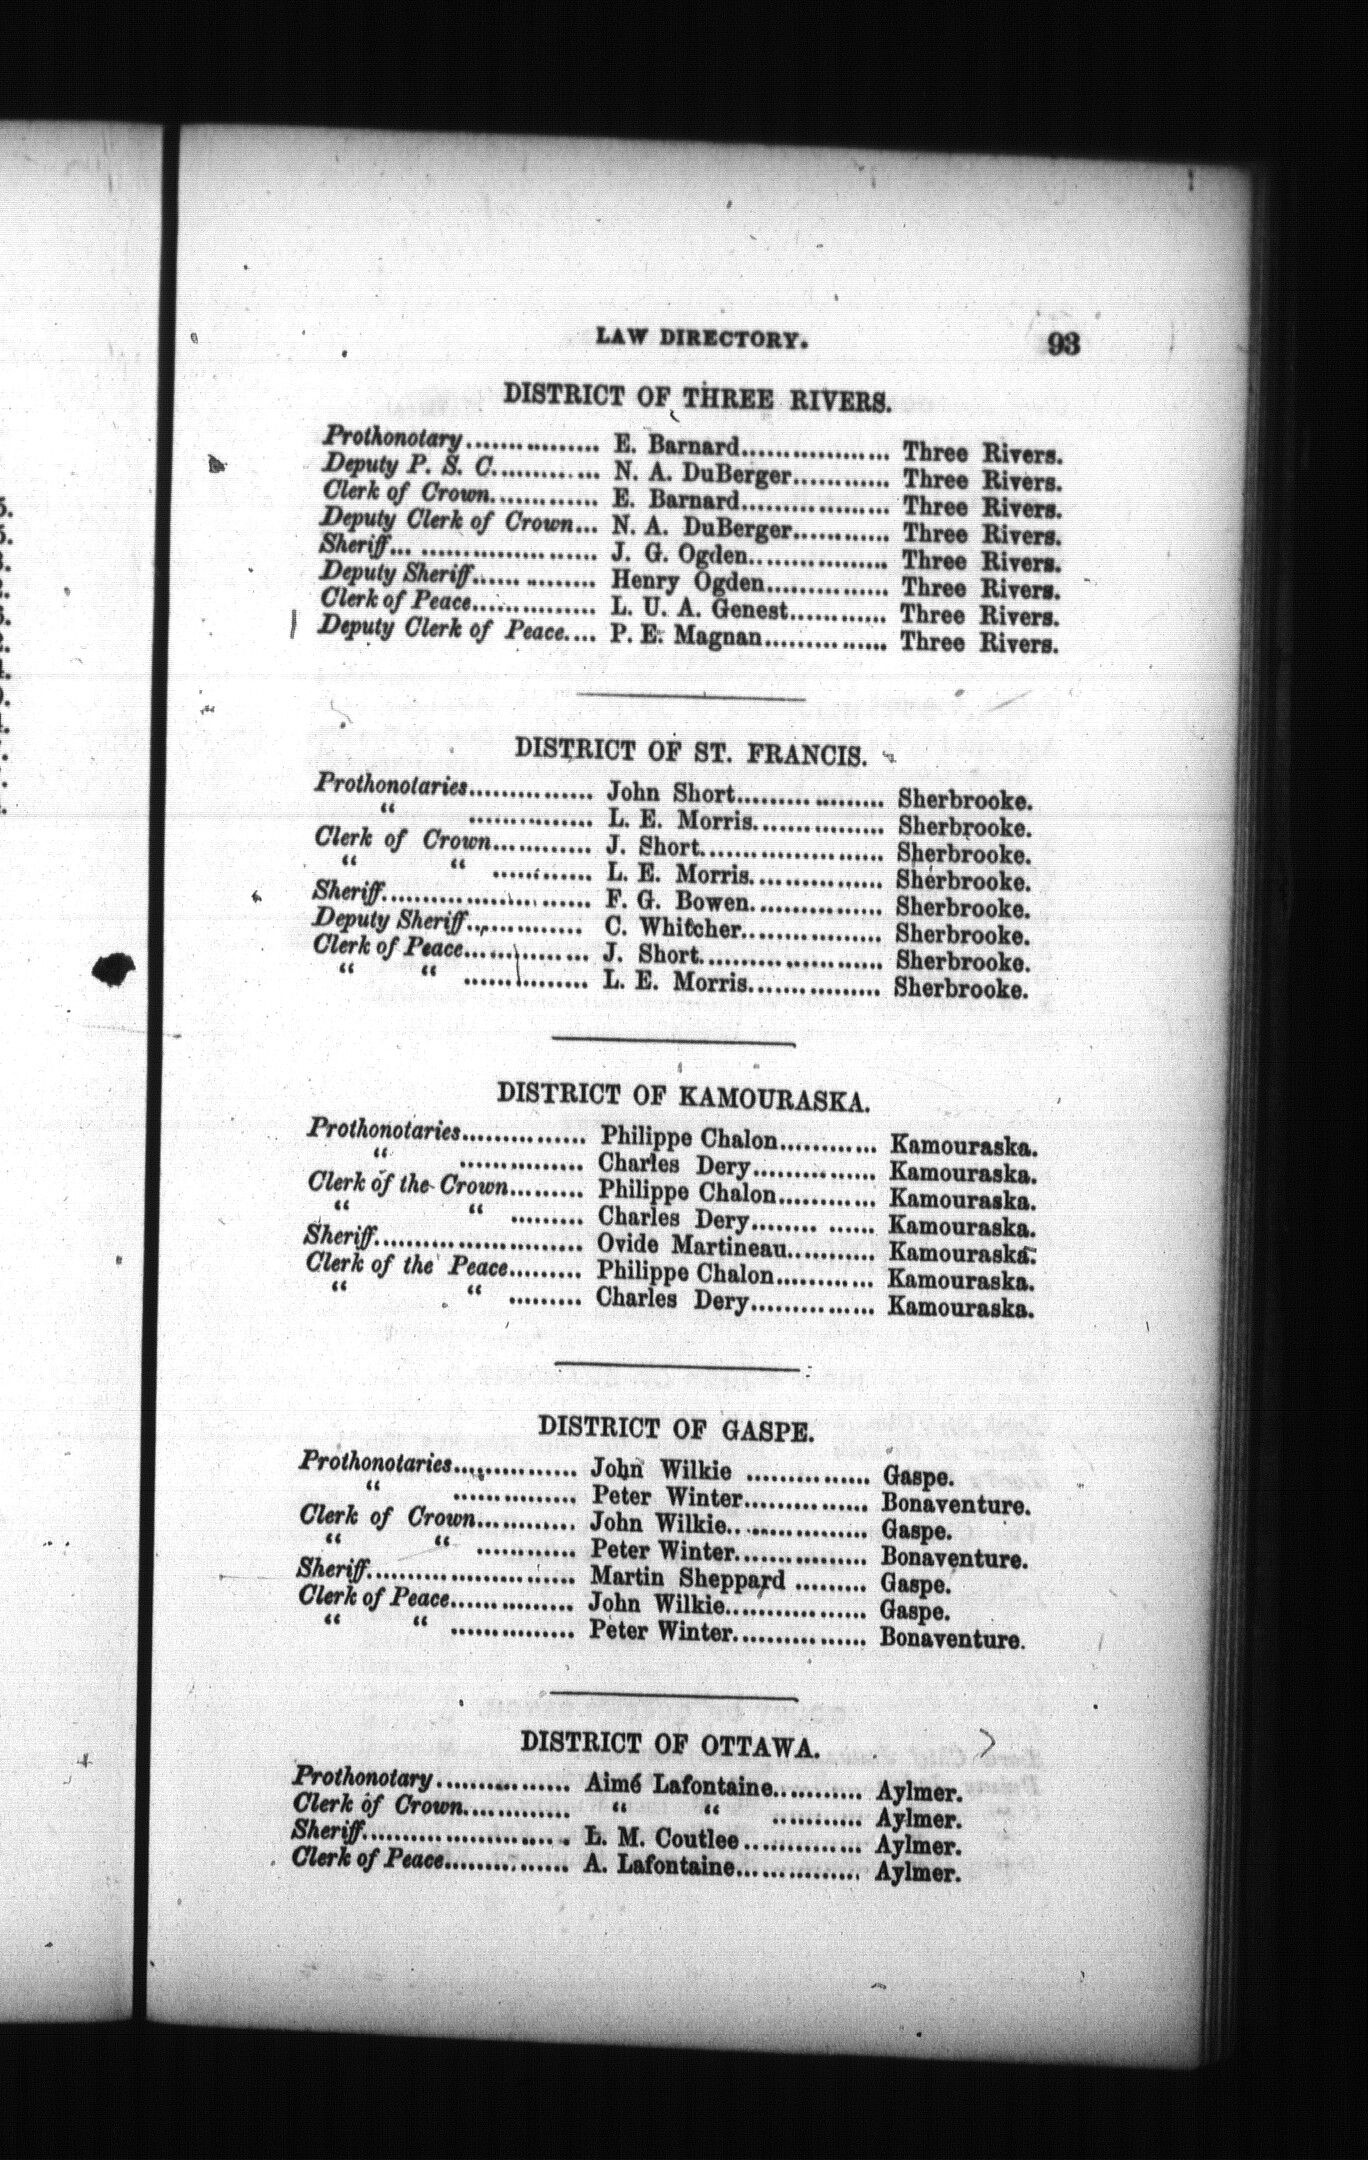 LAW DIRECTORY. 93
DISTRICT OF THREE RIVERS.
Prothonotary................ E. Barnard.................. Three Rivers.
Deputy P. S. C............. N. A. DuBerger............ Three Rivers.
Clerk of Crown............. E. Barnard.................. Three Rivers.
Deputy Clerk of Crown... N. A. DuBerger............ Three Rivers.
Sheriff... ..................... J. G. Ogden................. Three Rivers.
Deputy Sheriff............... Henry Ogden............... Three Rivers.
Clerk of Peace............... L. U. A. Genest............ Three Rivers.
Deputy Clerk of Peace.... P. E. Magnan............... Three Rivers.
DISTRICT OF ST. FRANCIS.
Prothonotaries............... John Short.................. Sherbrooke.
“ ............... L. E. Morris................ Sherbrooke.
Clerk of Crown............ J. Short...................... Sherbrooke.
“ “ ............ L. E. Morris................ Sherbrooke.
Sheriff......................... F. G. Bowen................ Sherbrooke.
Deputy Sheriff.............. C. Whitcher................. Sherbrooke.
Clerk of Peace............... J. Short...................... Sherbrooke.
“ “ ............... L. E. Morris................ Sherbrooke.
DISTRICT OF KAMOURASKA.
Prothonotaries............... Philippe Chalon............ Kamouraska.
“ ............... Charles Dery............... Kamouraska.
Clerk of the Crown......... Philippe Chalon............ Kamouraska.
“ “ ......... Charles Dery........ ...... Kamouraska.
Sheriff......................... Ovide Martineau........... Kamouraska.
Clerk of the Peace......... Philippe Chalon............ Kamouraska.
“ “ ......... Charles Dery............... Kamouraska.
DISTRICT OF GASPE.
Prothonotaries............... John Wilkie ............... Gaspe.
“ ............... Peter Winter............... Bonaventure.
Clerk of Crown............ John Wilkie................. Gaspe.
“ “ ............ Peter Winter................ Bonaventure.
Sheriff......................... Martin Sheppard ......... Gaspe.
Clerk of Peace............... John Wilkie................. Gaspe.
“ “ ............... Peter Winter................ Bonaventure.
DISTRICT OF OTTAWA.
Prothonotary................ Aimé Lafontaine........... Aylmer.
Clerk of Crown............. “ “ ........... Aylmer.
Sheriff......................... L. M. Coutlee .............. Aylmer.
Clerk of Peace............... A. Lafontaine............... Aylmer.